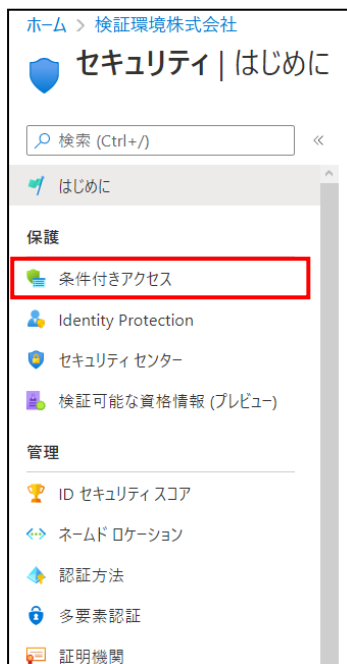 ホーム > 検証環境株式会社
セキュリティ | はじめに
検索 (Ctrl+/)
はじめに
保護
条件付きアクセス
Identity Protection
セキュリティ センター
検証可能な資格情報 (プレビュー)
管理
ID セキュリティ スコア
ネームド ロケーション
認証方法
多要素認証
証明機関